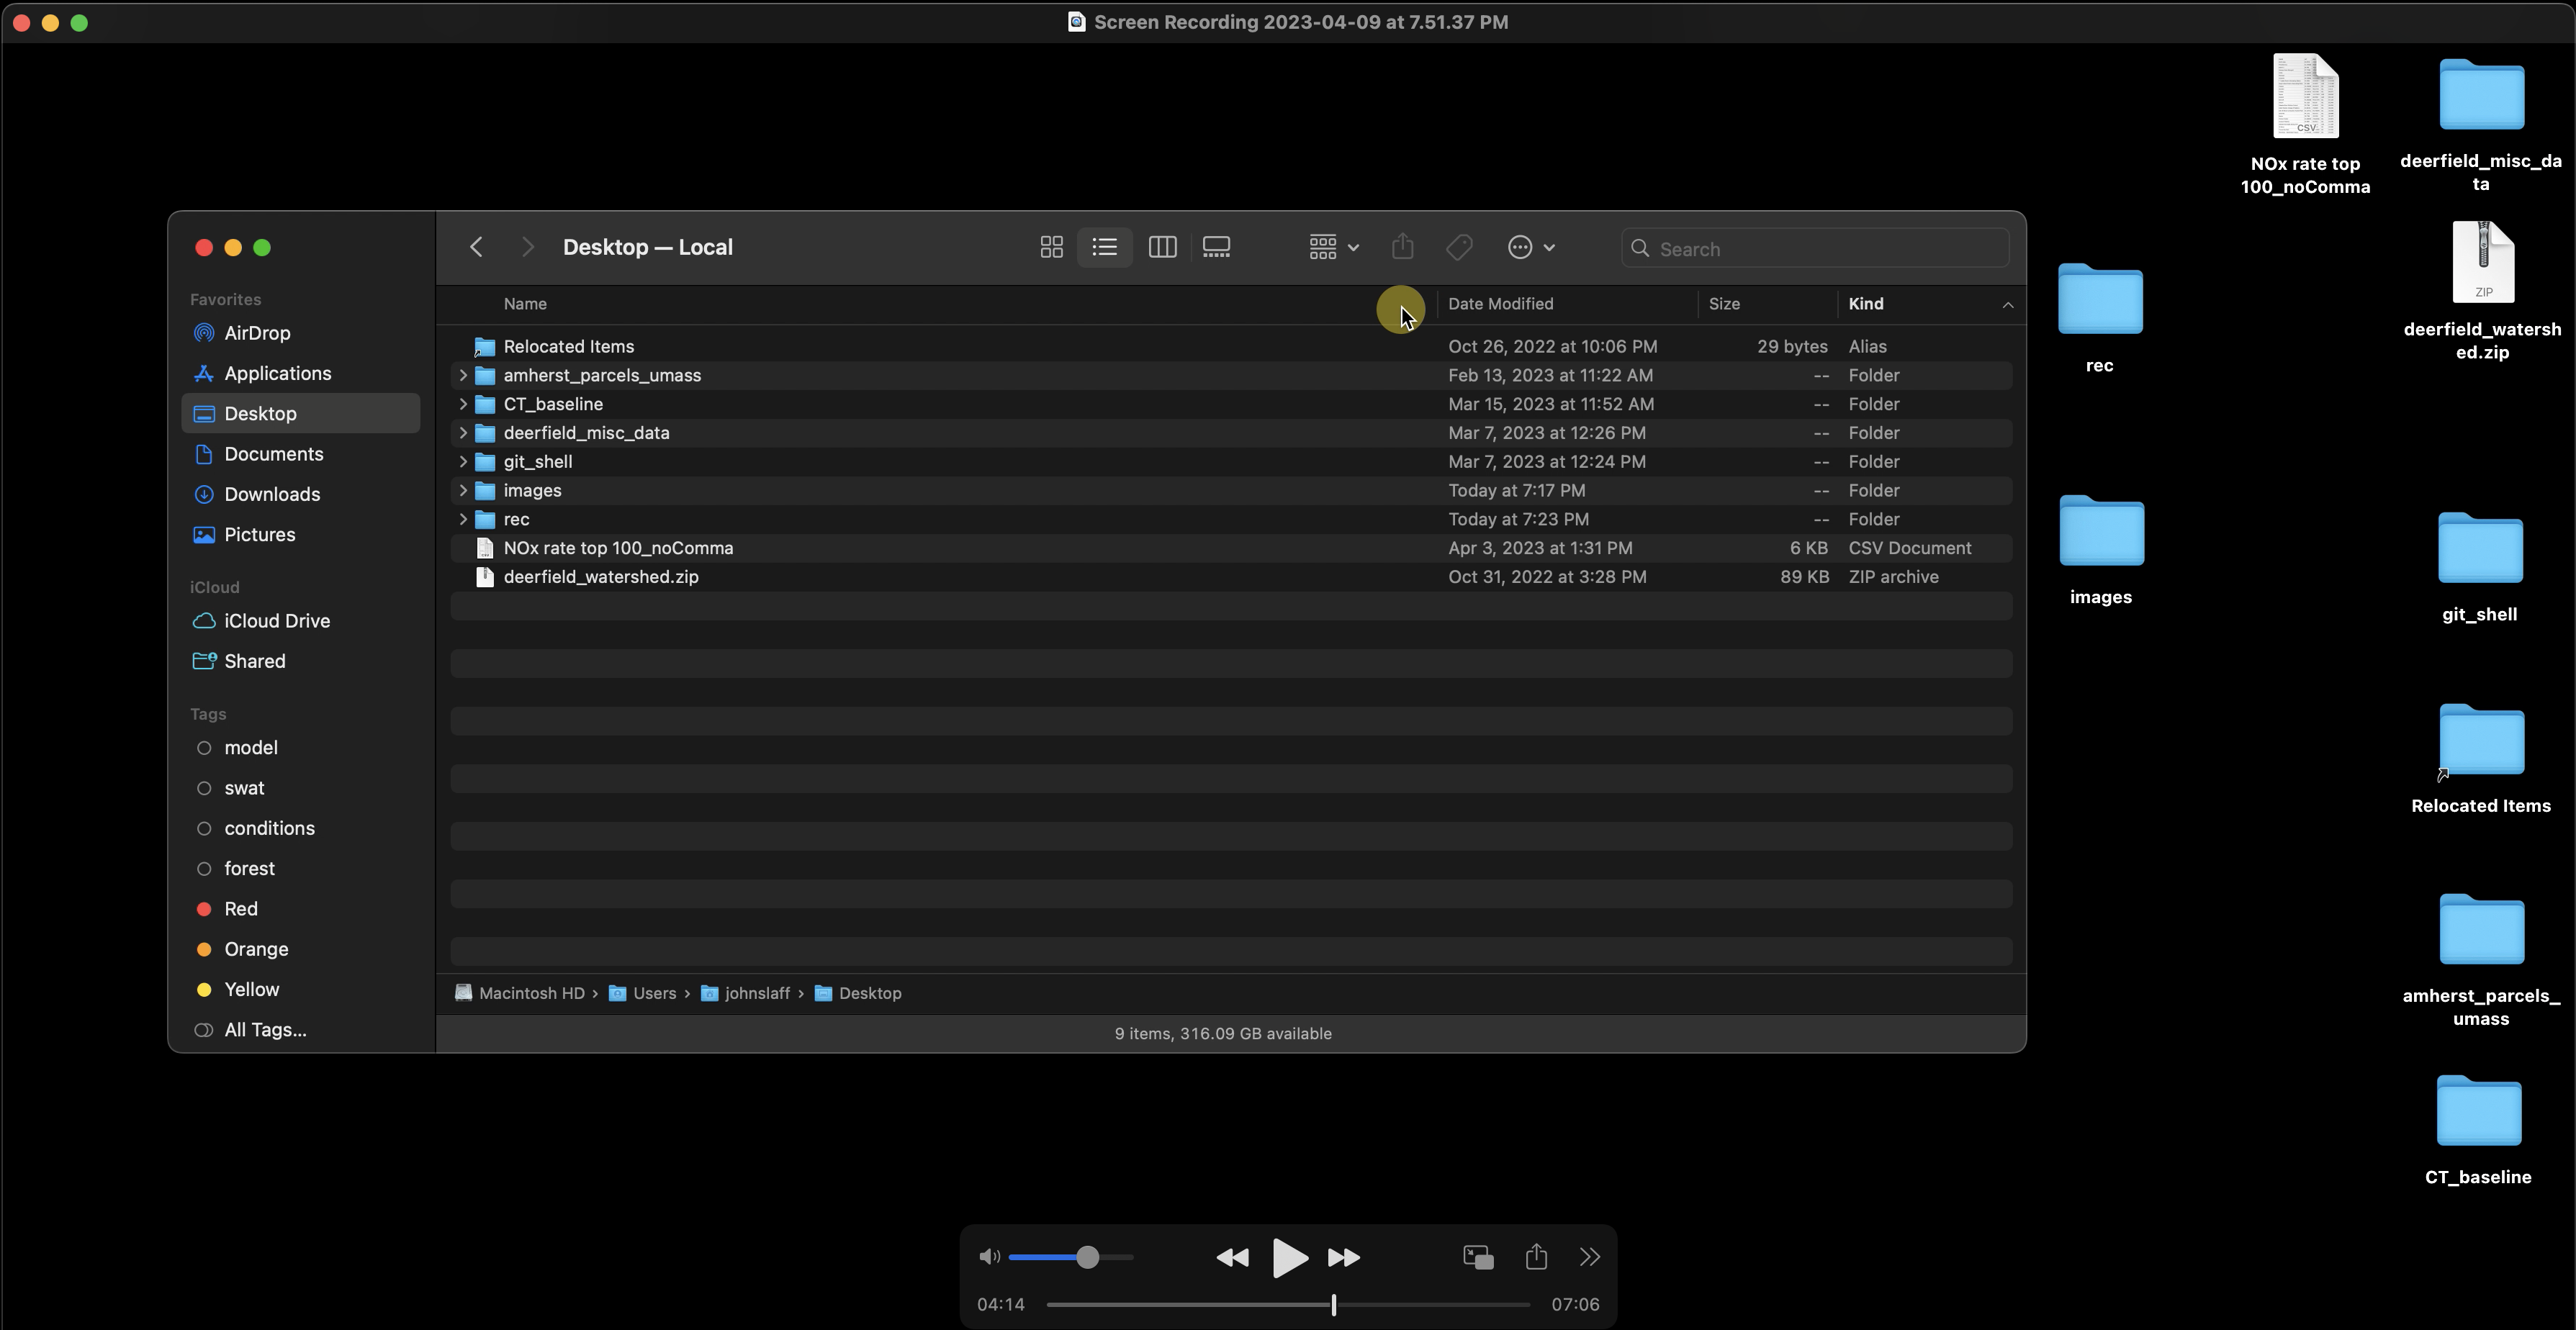 Screen Recording 2023-04-09 at 7.51.37 PM
CSV
NOx rate top
100_noComma
deerfield_misc_da
ta
Desktop — Local
Search
ZIP
deerfield_watersh
ed.zip
rec
images
git_shell
Relocated Items
amherst_parcels_
umass
CT_baseline
Favorites
AirDrop
Applications
Desktop
Documents
Downloads
Pictures
iCloud
iCloud Drive
Shared
Tags
model
swat
conditions
forest
Red
Orange
Yellow
All Tags...
Name Date Modified Size Kind
Relocated Items Oct 26, 2022 at 10:06 PM 29 bytes Alias
amherst_parcels_umass Feb 13, 2023 at 11:22 AM -- Folder
CT_baseline Mar 15, 2023 at 11:52 AM -- Folder
deerfield_misc_data Mar 7, 2023 at 12:26 PM -- Folder
git_shell Mar 7, 2023 at 12:24 PM -- Folder
images Today at 7:17 PM -- Folder
rec Today at 7:23 PM -- Folder
NOx rate top 100_noComma Apr 3, 2023 at 1:31 PM 6 KB CSV Document
deerfield_watershed.zip Oct 31, 2022 at 3:28 PM 89 KB ZIP archive
Macintosh HD › Users › johnslaff › Desktop
9 items, 316.09 GB available
04:14 07:06